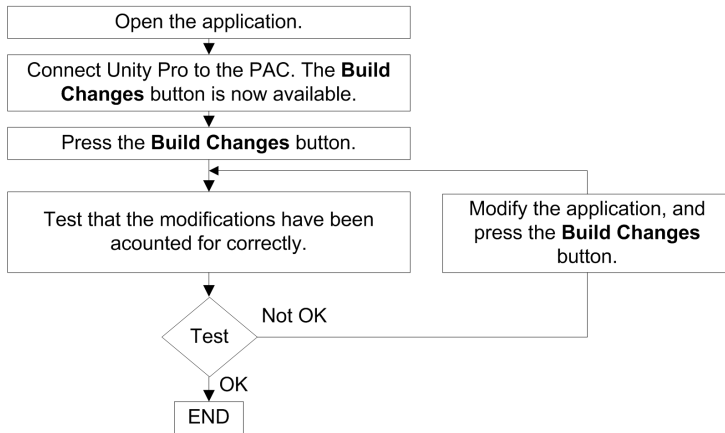 Open the application.
Connect Unity Pro to the PAC. The Build
Changes button is now available.
Press the Build Changes button.
Test that the modifications have been
acounted for correctly.
Modify the application, and
press the Build Changes
button.
Test
Not OK
OK
END